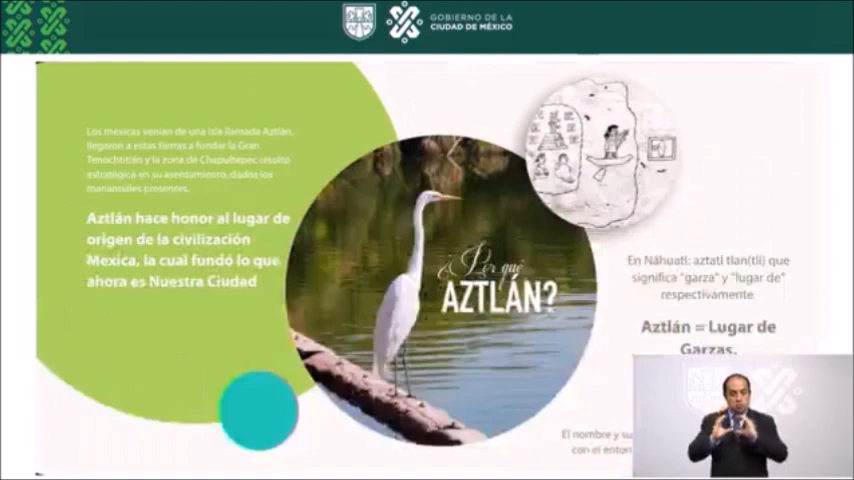 GOBIERNO DE LA
CIUDAD DE MÉXICO
Los mexicas venían de una isla llamada Aztlán,
llegaron a estas tierras a fundar la Gran
Tenochtitlán y la zona de Chapultepec resultó
estratégica en su asentamiento, dados los
manantiales presentes.
Aztlán hace honor al lugar de
origen de la civilización
Mexica, la cual fundó lo que
ahora es Nuestra Ciudad
¿Por qué
AZTLÁN?
En Náhuatl: aztatl tlan(tli) que
significa "garza" y "lugar de"
respectivamente.
Aztlán = Lugar de
Garzas.
El nombre y su
con el entorn